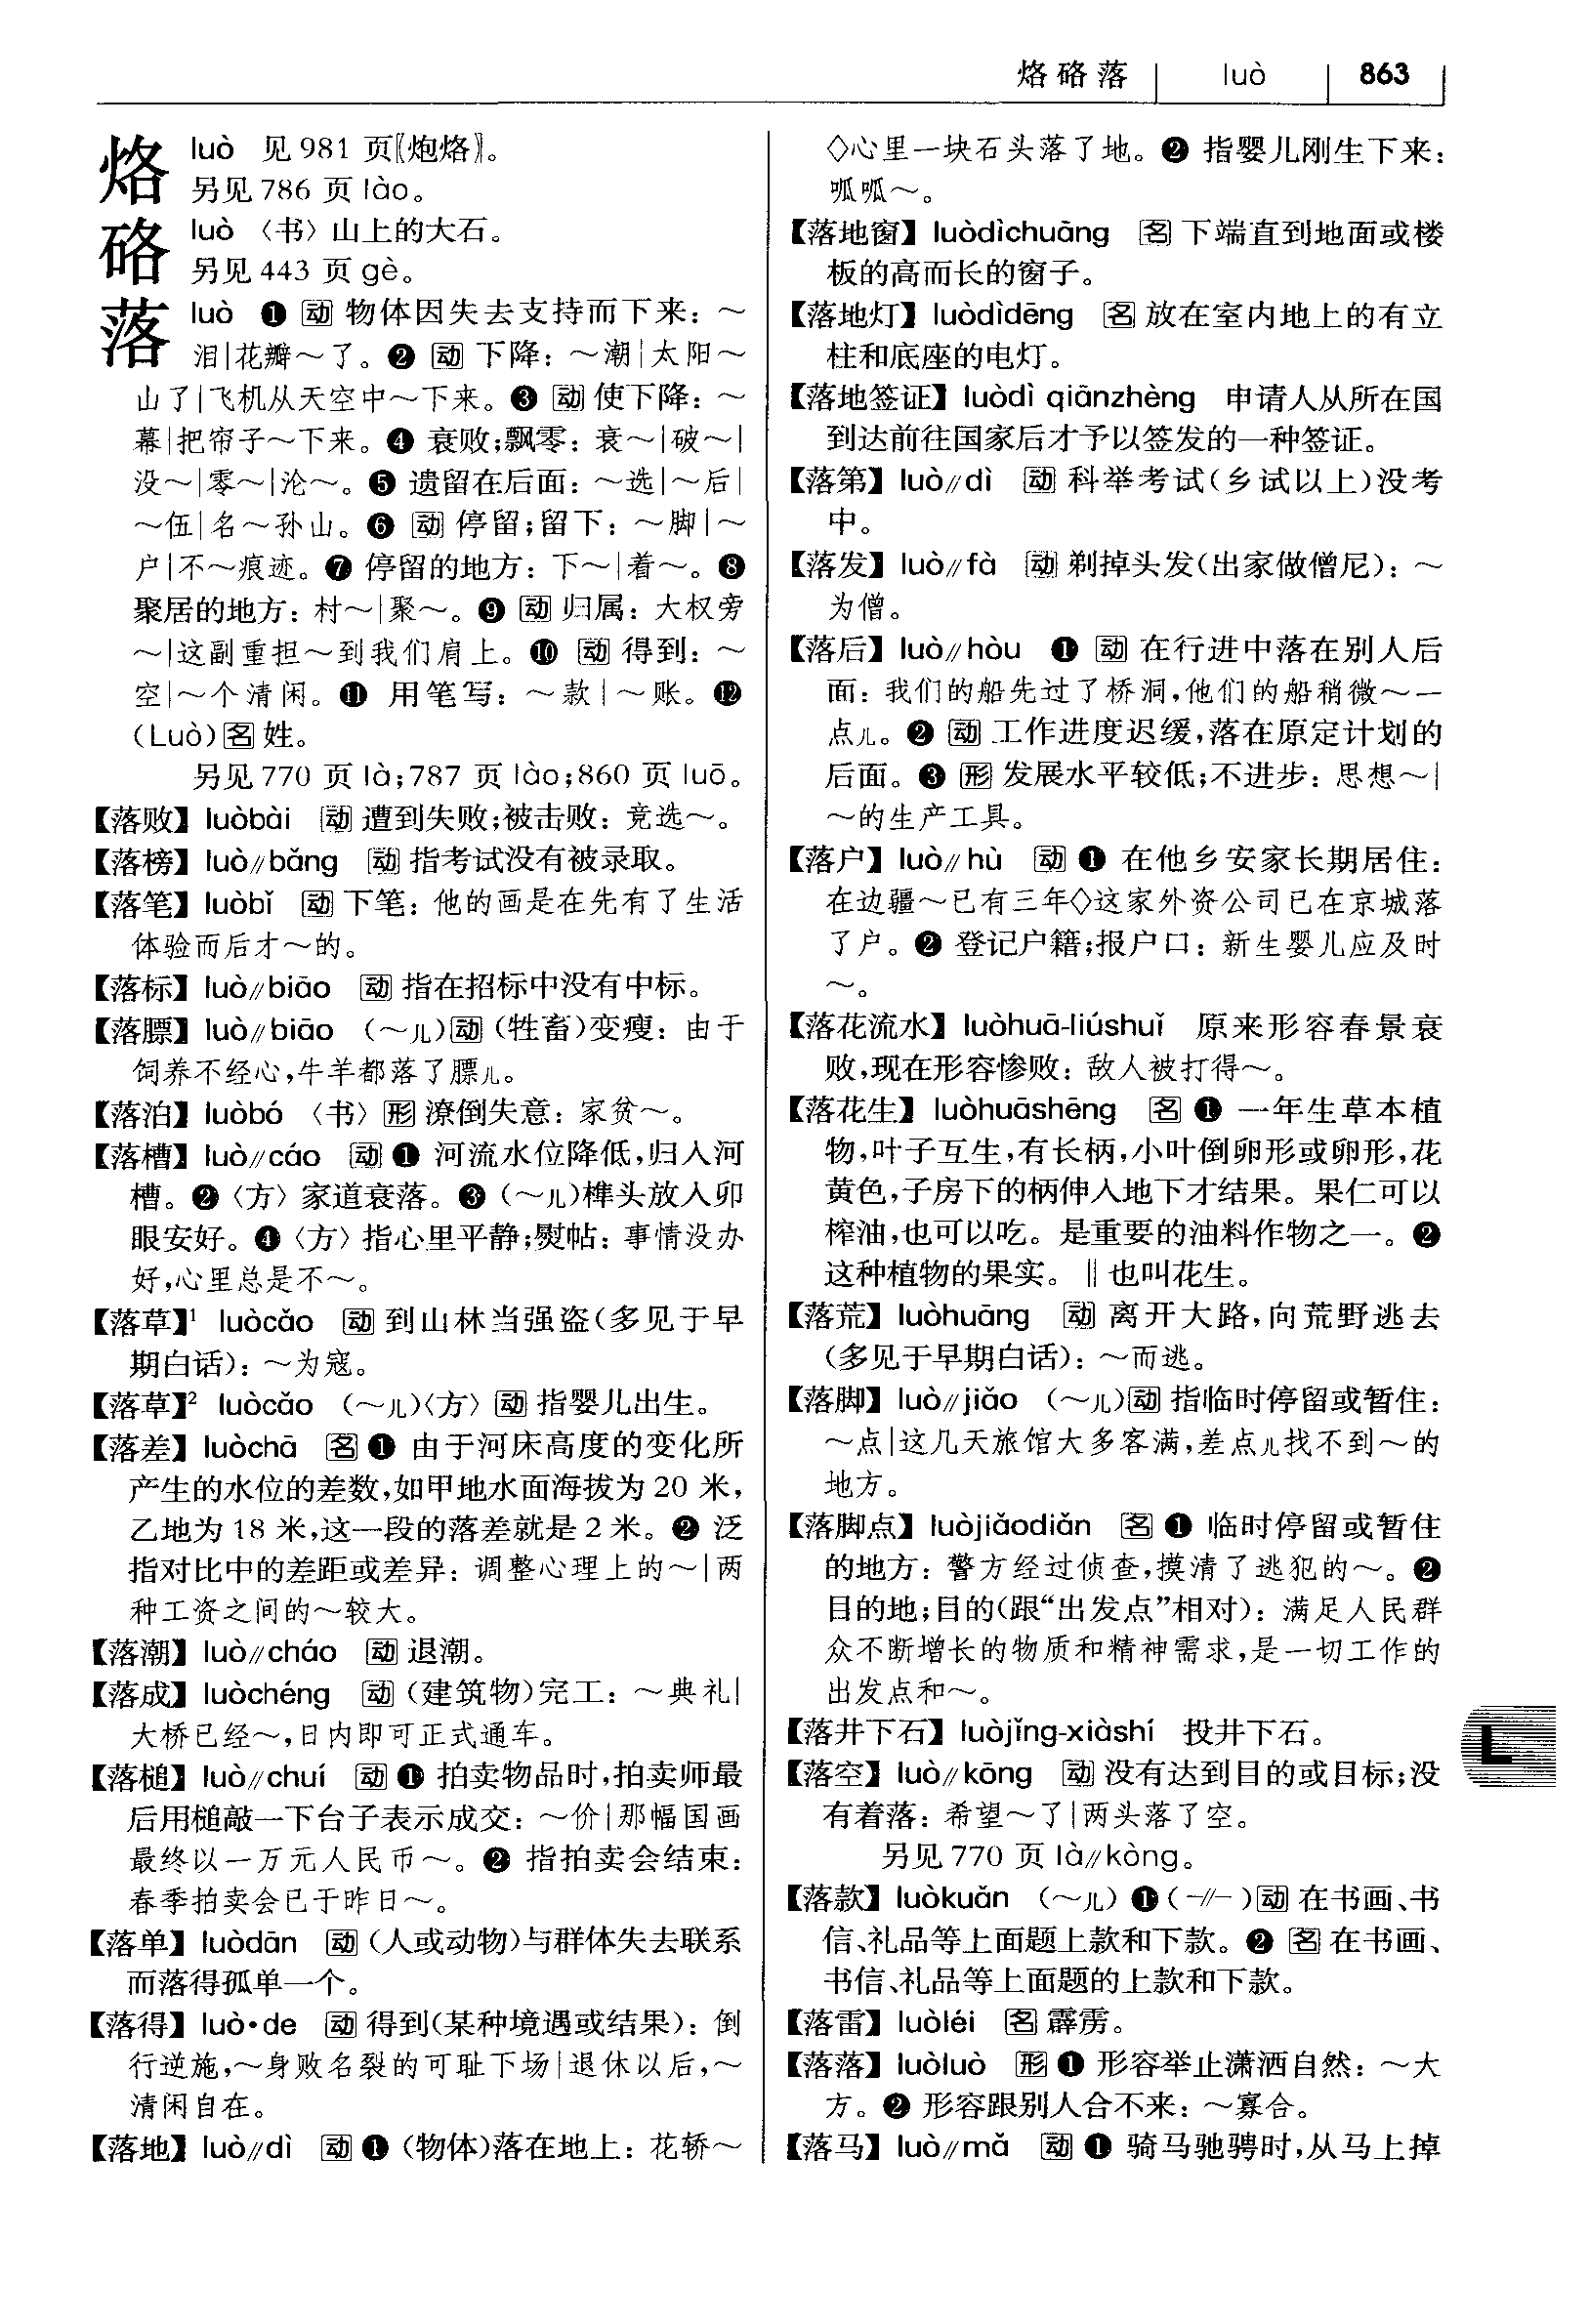 烙硌落 luò 863
烙 luò 见981页〖炮烙〗。
另见786页 lào。
硌 luò 〈书〉山上的大石。
另见443页 gè。
落 luò ❶ 动 物体因失去支持而下来：～
泪|花瓣～了。❷ 动 下降：～潮|太阳～
山了|飞机从天空中～下来。❸ 动 使下降：～
幕|把帘子～下来。❹ 衰败;飘零：衰～|破～|
没～|零～|沦～。❺ 遗留在后面：～选|～后|
～伍|名～孙山。❻ 动 停留;留下：～脚|～
户|不～痕迹。❼ 停留的地方：下～|着～。❽
聚居的地方：村～|聚～。❾ 动 归属：大权旁
～|这副重担～到我们肩上。❿ 动 得到：～
空|～个清闲。⓫ 用笔写：～款|～账。⓬
(Luò) 名 姓。
另见770页 là;787页 lào;860页 luō。
【落败】luòbài 动 遭到失败;被击败：竞选～。
【落榜】luò//bǎng 动 指考试没有被录取。
【落笔】luòbǐ 动 下笔：他的画是在先有了生活
体验而后才～的。
【落标】luò//biāo 动 指在招标中没有中标。
【落膘】luò//biāo （～儿）动（牲畜）变瘦：由于
饲养不经心,牛羊都落了膘儿。
【落泊】luòbó 〈书〉形 潦倒失意：家贫～。
【落槽】luò//cáo 动 ❶ 河流水位降低,归入河
槽。❷〈方〉家道衰落。❸（～儿）榫头放入卯
眼安好。❹〈方〉指心里平静;熨帖：事情没办
好,心里总是不～。
【落草】¹ luòcǎo 动 到山林当强盗(多见于早
期白话)：～为寇。
【落草】² luòcǎo （～儿）〈方〉动 指婴儿出生。
【落差】luòchā 名 ❶ 由于河床高度的变化所
产生的水位的差数,如甲地水面海拔为20米,
乙地为18米,这一段的落差就是2米。❷ 泛
指对比中的差距或差异：调整心理上的～|两
种工资之间的～较大。
【落潮】luò//cháo 动 退潮。
【落成】luòchéng 动（建筑物）完工：～典礼|
大桥已经～,日内即可正式通车。
【落槌】luò//chuí 动 ❶ 拍卖物品时,拍卖师最
后用槌敲一下台子表示成交：～价|那幅国画
最终以一万元人民币～。❷ 指拍卖会结束：
春季拍卖会已于昨日～。
【落单】luòdān 动（人或动物）与群体失去联系
而落得孤单一个。
【落得】luò•de 动 得到(某种境遇或结果)：倒
行逆施,～身败名裂的可耻下场|退休以后,～
清闲自在。
【落地】luò//dì 动 ❶（物体）落在地上：花轿～
◇心里一块石头落了地。❷ 指婴儿刚生下来：
呱呱～。
【落地窗】luòdìchuāng 名 下端直到地面或楼
板的高而长的窗子。
【落地灯】luòdìdēng 名 放在室内地上的有立
柱和底座的电灯。
【落地签证】luòdì qiānzhèng 申请人从所在国
到达前往国家后才予以签发的一种签证。
【落第】luò//dì 动 科举考试(乡试以上)没考
中。
【落发】luò//fà 动 剃掉头发(出家做僧尼)：～
为僧。
【落后】luò//hòu ❶ 动 在行进中落在别人后
面：我们的船先过了桥洞,他们的船稍微～一
点儿。❷ 动 工作进度迟缓,落在原定计划的
后面。❸ 形 发展水平较低;不进步：思想～|
～的生产工具。
【落户】luò//hù 动 ❶ 在他乡安家长期居住：
在边疆～已有三年◇这家外资公司已在京城落
了户。❷ 登记户籍;报户口：新生婴儿应及时
～。
【落花流水】luòhuā-liúshuǐ 原来形容春景衰
败,现在形容惨败：敌人被打得～。
【落花生】luòhuāshēng 名 ❶ 一年生草本植
物,叶子互生,有长柄,小叶倒卵形或卵形,花
黄色,子房下的柄伸入地下才结果。果仁可以
榨油,也可以吃。是重要的油料作物之一。❷
这种植物的果实。‖也叫花生。
【落荒】luòhuāng 动 离开大路,向荒野逃去
(多见于早期白话)：～而逃。
【落脚】luò//jiǎo （～儿）动 指临时停留或暂住：
～点|这几天旅馆大多客满,差点儿找不到～的
地方。
【落脚点】luòjiǎodiǎn 名 ❶ 临时停留或暂住
的地方：警方经过侦查,摸清了逃犯的～。❷
目的地;目的(跟“出发点”相对)：满足人民群
众不断增长的物质和精神需求,是一切工作的
出发点和～。
【落井下石】luòjǐng-xiàshí 投井下石。
【落空】luò//kōng 动 没有达到目的或目标;没
有着落：希望～了|两头落了空。
另见770页 là//kòng。
【落款】luòkuǎn （～儿）❶（-//-）动 在书画、书
信、礼品等上面题上款和下款。❷ 名 在书画、
书信、礼品等上面题的上款和下款。
【落雷】luòléi 名 霹雳。
【落落】luòluò 形 ❶ 形容举止潇洒自然：～大
方。❷ 形容跟别人合不来：～寡合。
【落马】luò//mǎ 动 ❶ 骑马驰骋时,从马上掉
L